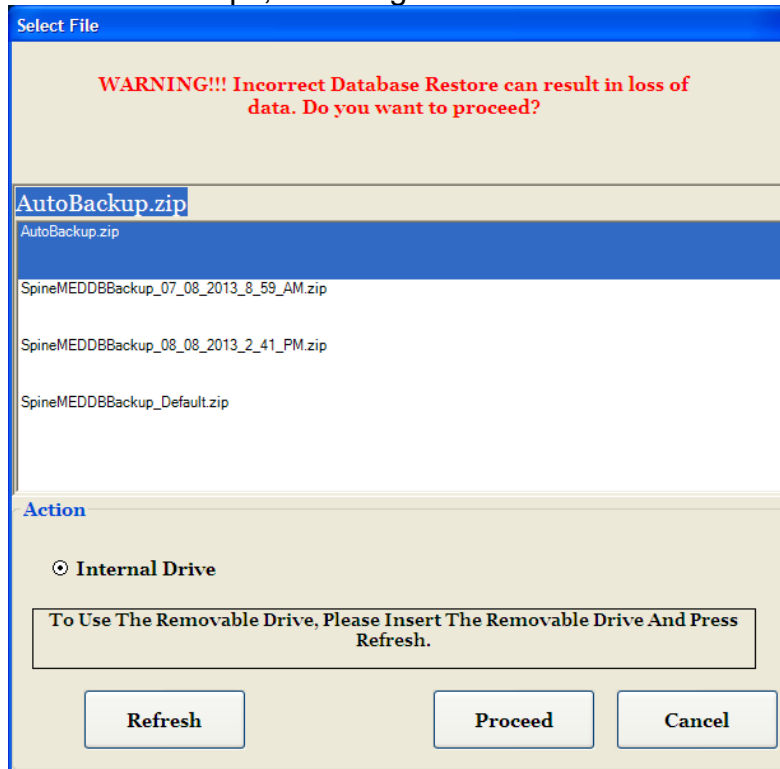 Select File
WARNING!!! Incorrect Database Restore can result in loss of
data. Do you want to proceed?
AutoBackup.zip
AutoBackup.zip
SpineMEDDBBackup_07_08_2013_8_59_AM.zip
SpineMEDDBBackup_08_08_2013_2_41_PM.zip
SpineMEDDBBackup_Default.zip
Action
Internal Drive
To Use The Removable Drive, Please Insert The Removable Drive And Press
Refresh.
Refresh
Proceed
Cancel